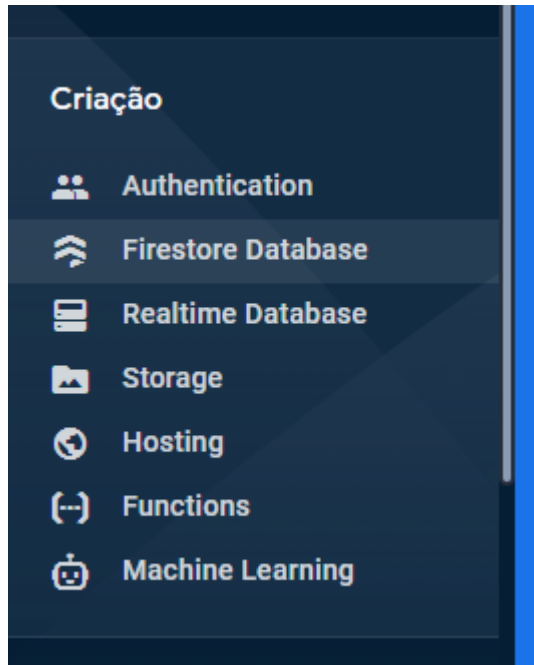 Criação
Authentication
Firestore Database
Realtime Database
Storage
Hosting
Functions
Machine Learning